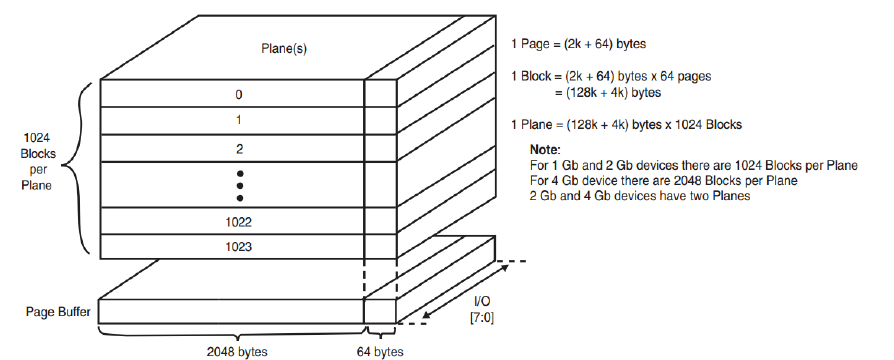 Plane(s)
0
1
2
1022
1023
1024
Blocks
per
Plane
Page Buffer
2048 bytes
64 bytes
I/O
[7:0]
1 Page = (2k + 64) bytes
1 Block = (2k + 64) bytes x 64 pages
= (128k + 4k) bytes
1 Plane = (128k + 4k) bytes x 1024 Blocks
Note:
For 1 Gb and 2 Gb devices there are 1024 Blocks per Plane
For 4 Gb device there are 2048 Blocks per Plane
2 Gb and 4 Gb devices have two Planes